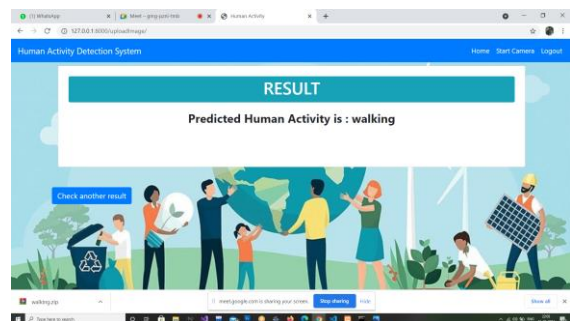 (1) WhatsApp
Human Activity
127.0.0.1:8000/uploadImage/
Human Activity Detection System
Home Start Camera Logout
RESULT
Predicted Human Activity is : walking
Check another result
walking.zip
meet.google.com is sharing your screen.
Stop sharing
Hide
Show all
Type here to search